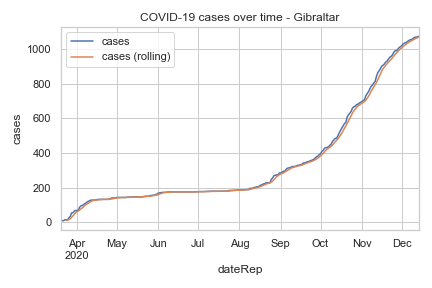 COVID-19 cases over time - Gibraltar
cases
cases (rolling)
1000
800
600
400
200
0
cases
Apr May Jun Jul Aug Sep Oct Nov Dec
2020
dateRep